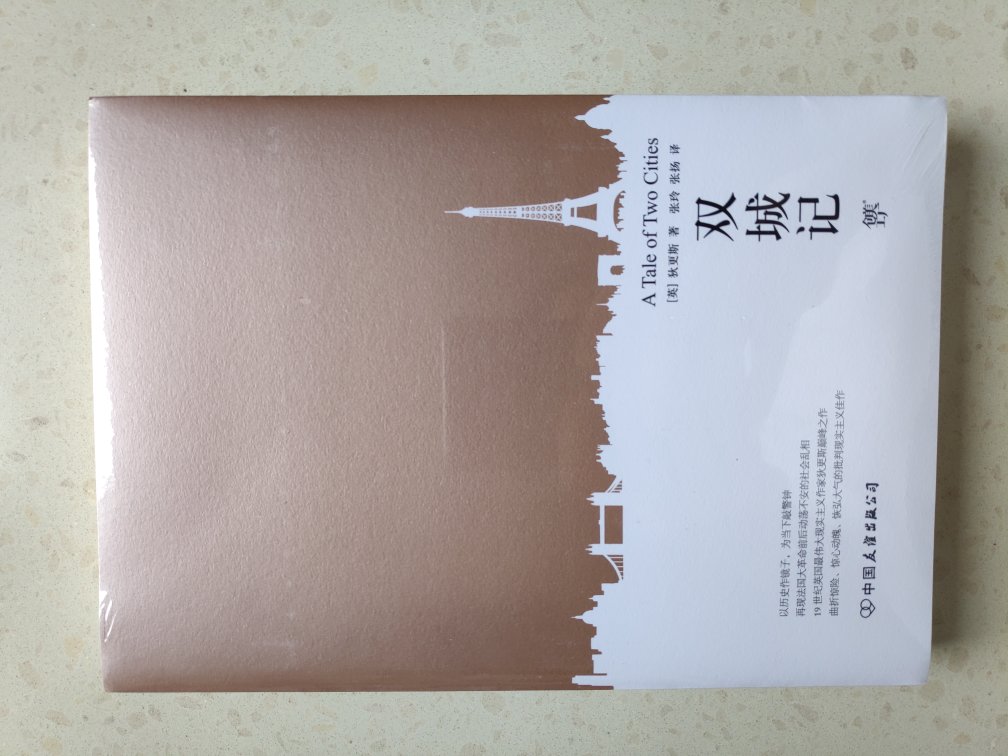 A Tale of Two Cities
[英] 狄更斯 著 张玲 张扬 译
双
城
记
创美
工厂
以历史作镜子，为当下敲警钟
再现法国大革命前后动荡不安的社会乱相
19世纪英国最伟大现实主义作家狄更斯巅峰之作
曲折惊险、惊心动魄、恢弘大气的批判现实主义佳作
中国友谊出版公司